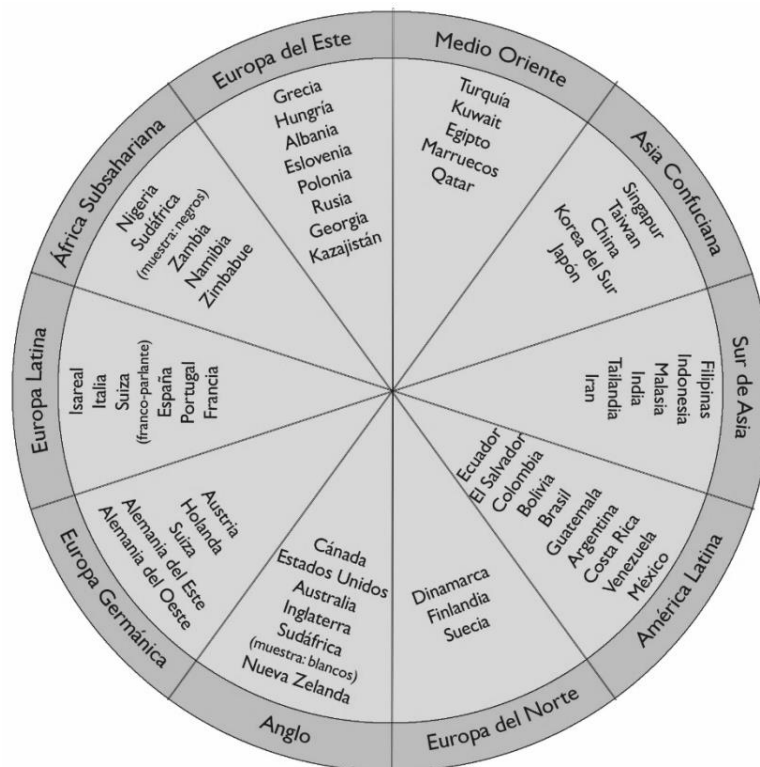 Europa del Este
Grecia
Hungría
Albania
Eslovenia
Polonia
Rusia
Georgia
Kazajistán
Medio Oriente
Turquía
Kuwait
Egipto
Marruecos
Qatar
Asia Confuciana
Singapur
Taiwan
China
Korea del Sur
Japón
Sur de Asia
Filipinas
Indonesia
Malasia
India
Tailandia
Iran
América Latina
Ecuador
El Salvador
Colombia
Bolivia
Brasil
Guatemala
Argentina
Costa Rica
Venezuela
México
Europa del Norte
Dinamarca
Finlandia
Suecia
Anglo
Cánada
Estados Unidos
Australia
Inglaterra
Sudáfrica
(muestra: blancos)
Nueva Zelanda
Europa Germánica
Austria
Holanda
Suiza
Alemania del Este
Alemania del Oeste
Europa Latina
Isareal
Italia
Suiza
(franco-parlante)
España
Portugal
Francia
África Subsahariana
Nigeria
Sudáfrica
(muestra: negros)
Zambia
Namibia
Zimbabue